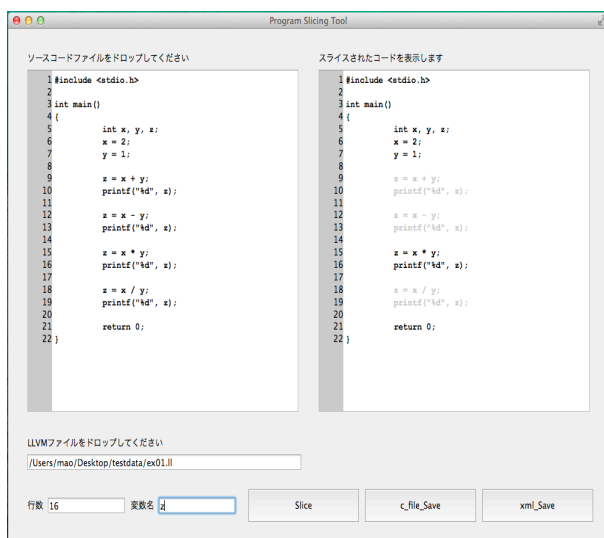 Program Slicing Tool
ソースコードファイルをドロップしてください
1 #include <stdio.h>
2
3 int main()
4 {
5 int x, y, z;
6 x = 2;
7 y = 1;
8
9 z = x + y;
10 printf("%d", z);
11
12 z = x - y;
13 printf("%d", z);
14
15 z = x * y;
16 printf("%d", z);
17
18 z = x / y;
19 printf("%d", z);
20
21 return 0;
22 }
スライスされたコードを表示します
1 #include <stdio.h>
2
3 int main()
4 {
5 int x, y, z;
6 x = 2;
7 y = 1;
8
9 z = x + y;
10 printf("%d", z);
11
12 z = x - y;
13 printf("%d", z);
14
15 z = x * y;
16 printf("%d", z);
17
18 z = x / y;
19 printf("%d", z);
20
21 return 0;
22 }
LLVMファイルをドロップしてください
/Users/mao/Desktop/testdata/ex01.ll
行数 16 変数名 z Slice c_file_Save xml_Save